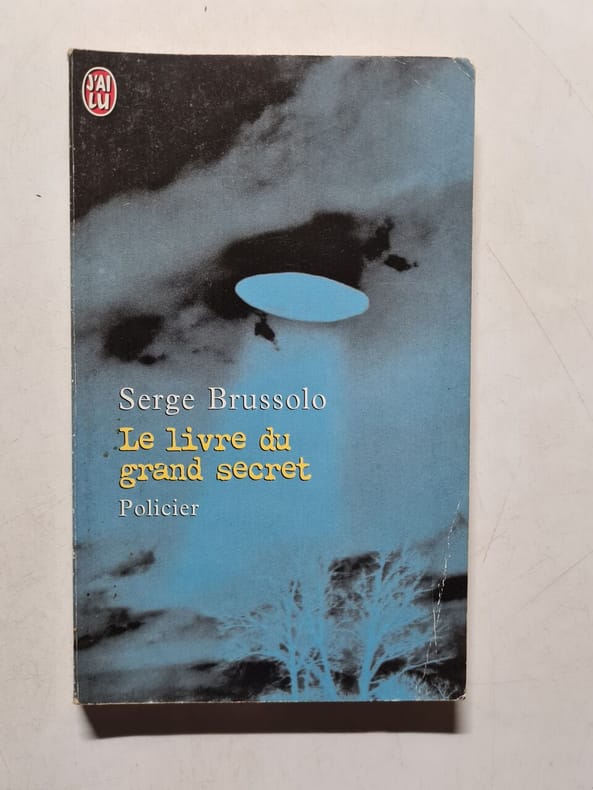 J'AI
LU
Serge Brussolo
Le livre du
grand secret
Policier